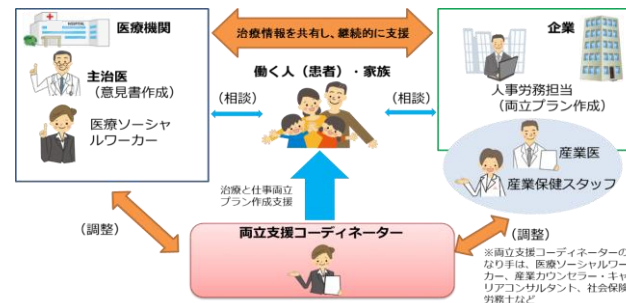 医療機関
主治医
（意見書作成）
医療ソーシャ
ルワーカー
治療情報を共有し、継続的に支援
働く人（患者）・家族
（相談）
（相談）
企業
人事労務担当
（両立プラン作成）
産業医
産業保健スタッフ
治療と仕事両立
プラン作成支援
両立支援コーディネーター
（調整）
（調整）
※両立支援コーディネーターの
なり手は、医療ソーシャルワー
カー、産業カウンセラー・キャ
リアコンサルタント、社会保険
労務士など